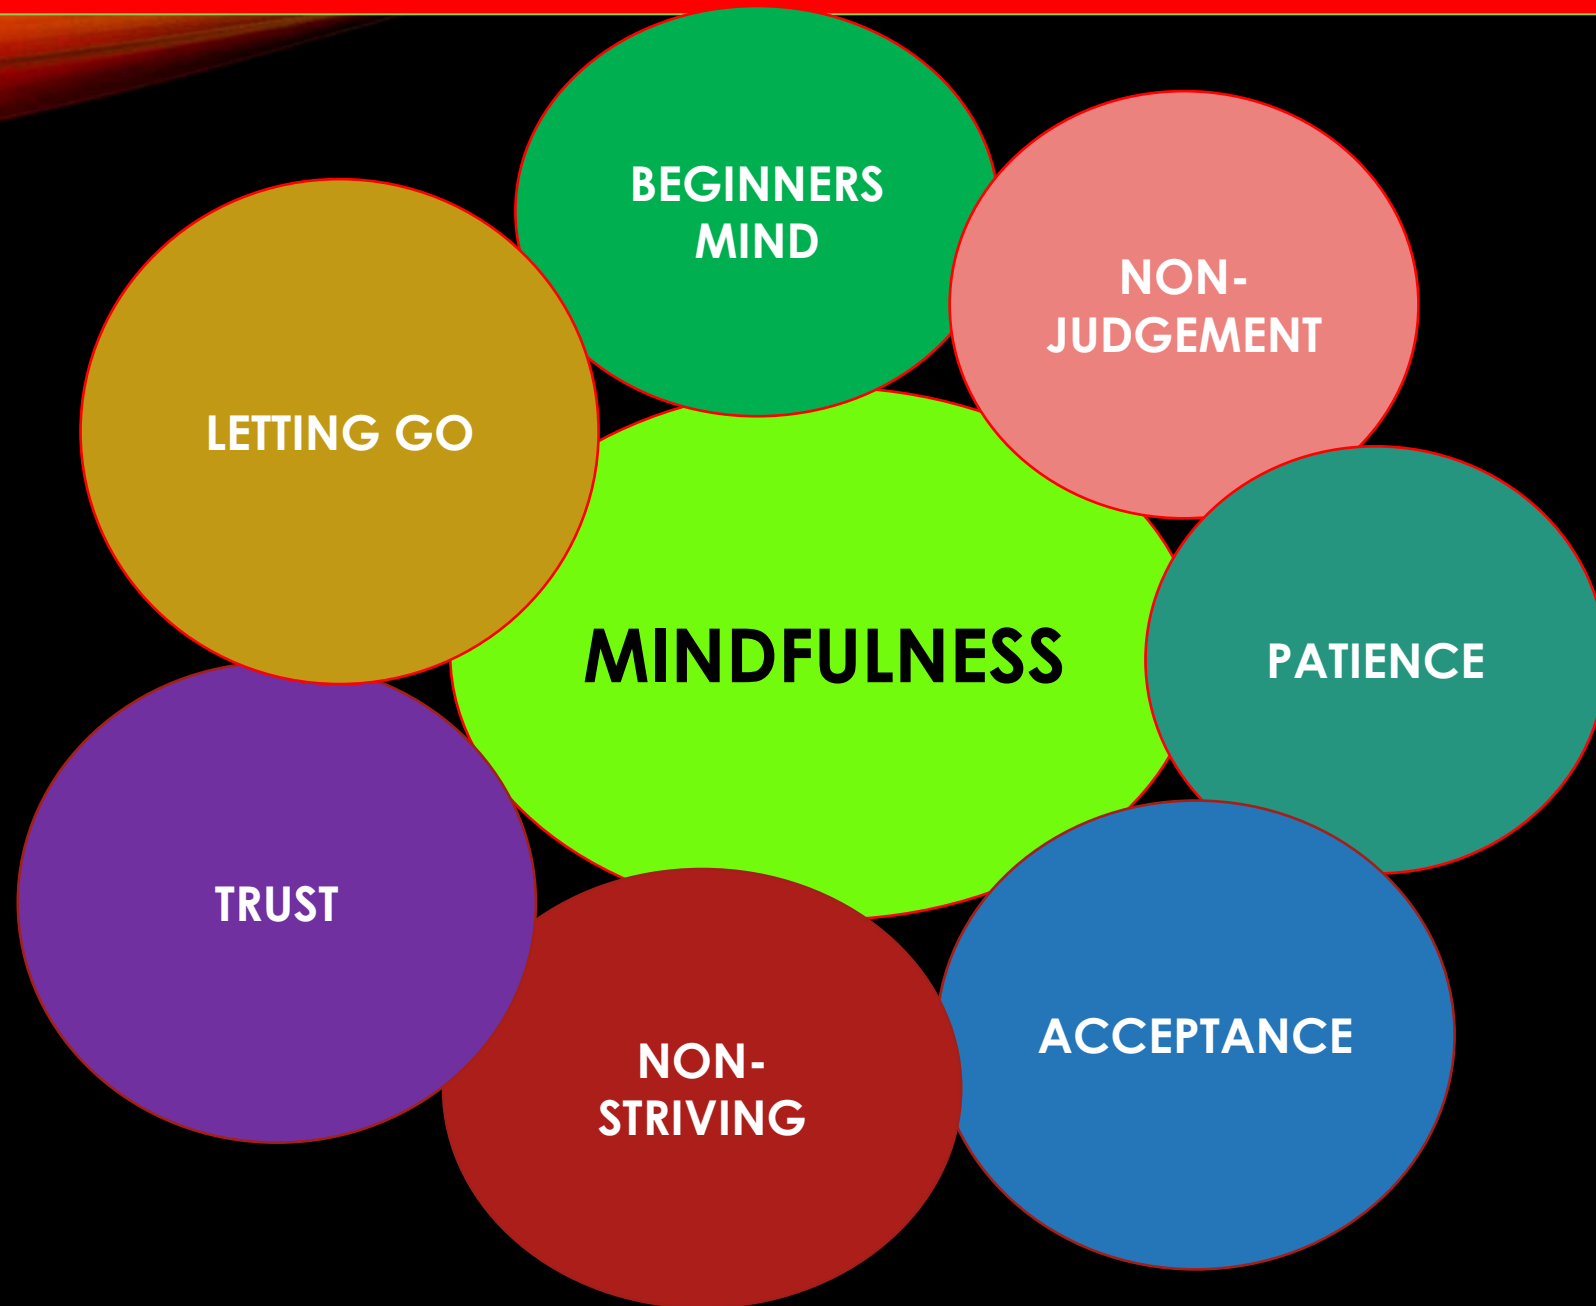 BEGINNERS
MIND
NON-
JUDGEMENT
LETTING GO
MINDFULNESS
PATIENCE
TRUST
ACCEPTANCE
NON-
STRIVING